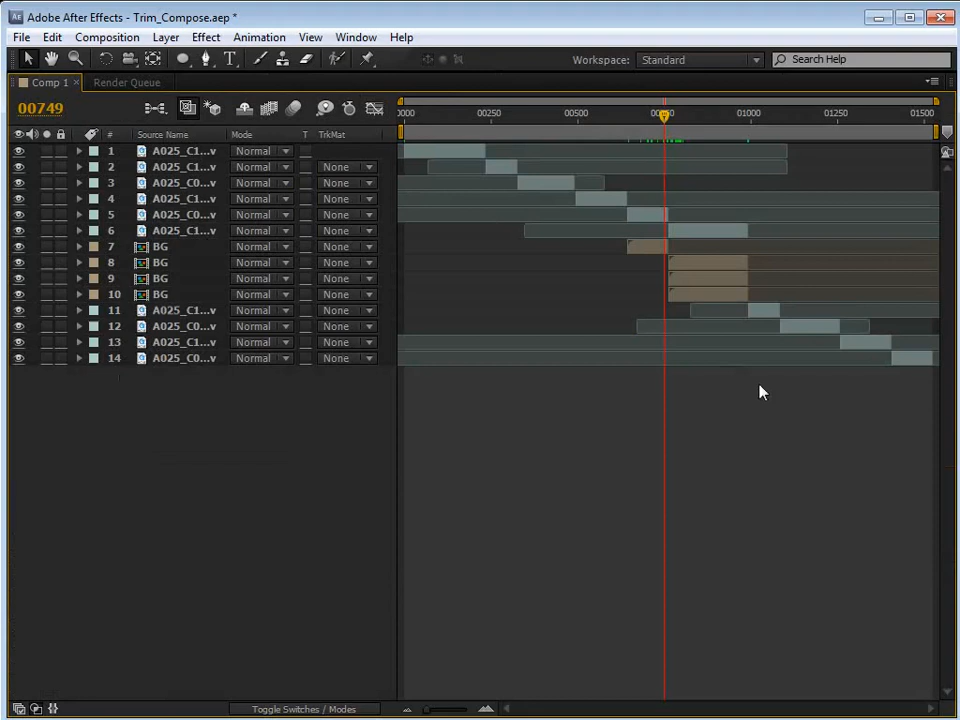 Adobe After Effects - Trim_Compose.aep *
File Edit Composition Layer Effect Animation View Window Help
Workspace: Standard Search Help
Comp 1 × Render Queue
00749
0000 00250 00500 01000 01250 01500
# Source Name Mode T TrkMat
1 A025_C1...v Normal
2 A025_C1...v Normal None
3 A025_C0...v Normal None
4 A025_C1...v Normal None
5 A025_C0...v Normal None
6 A025_C1...v Normal None
7 BG Normal None
8 BG Normal None
9 BG Normal None
10 BG Normal None
11 A025_C1...v Normal None
12 A025_C0...v Normal None
13 A025_C1...v Normal None
14 A025_C0...v Normal None
Toggle Switches / Modes